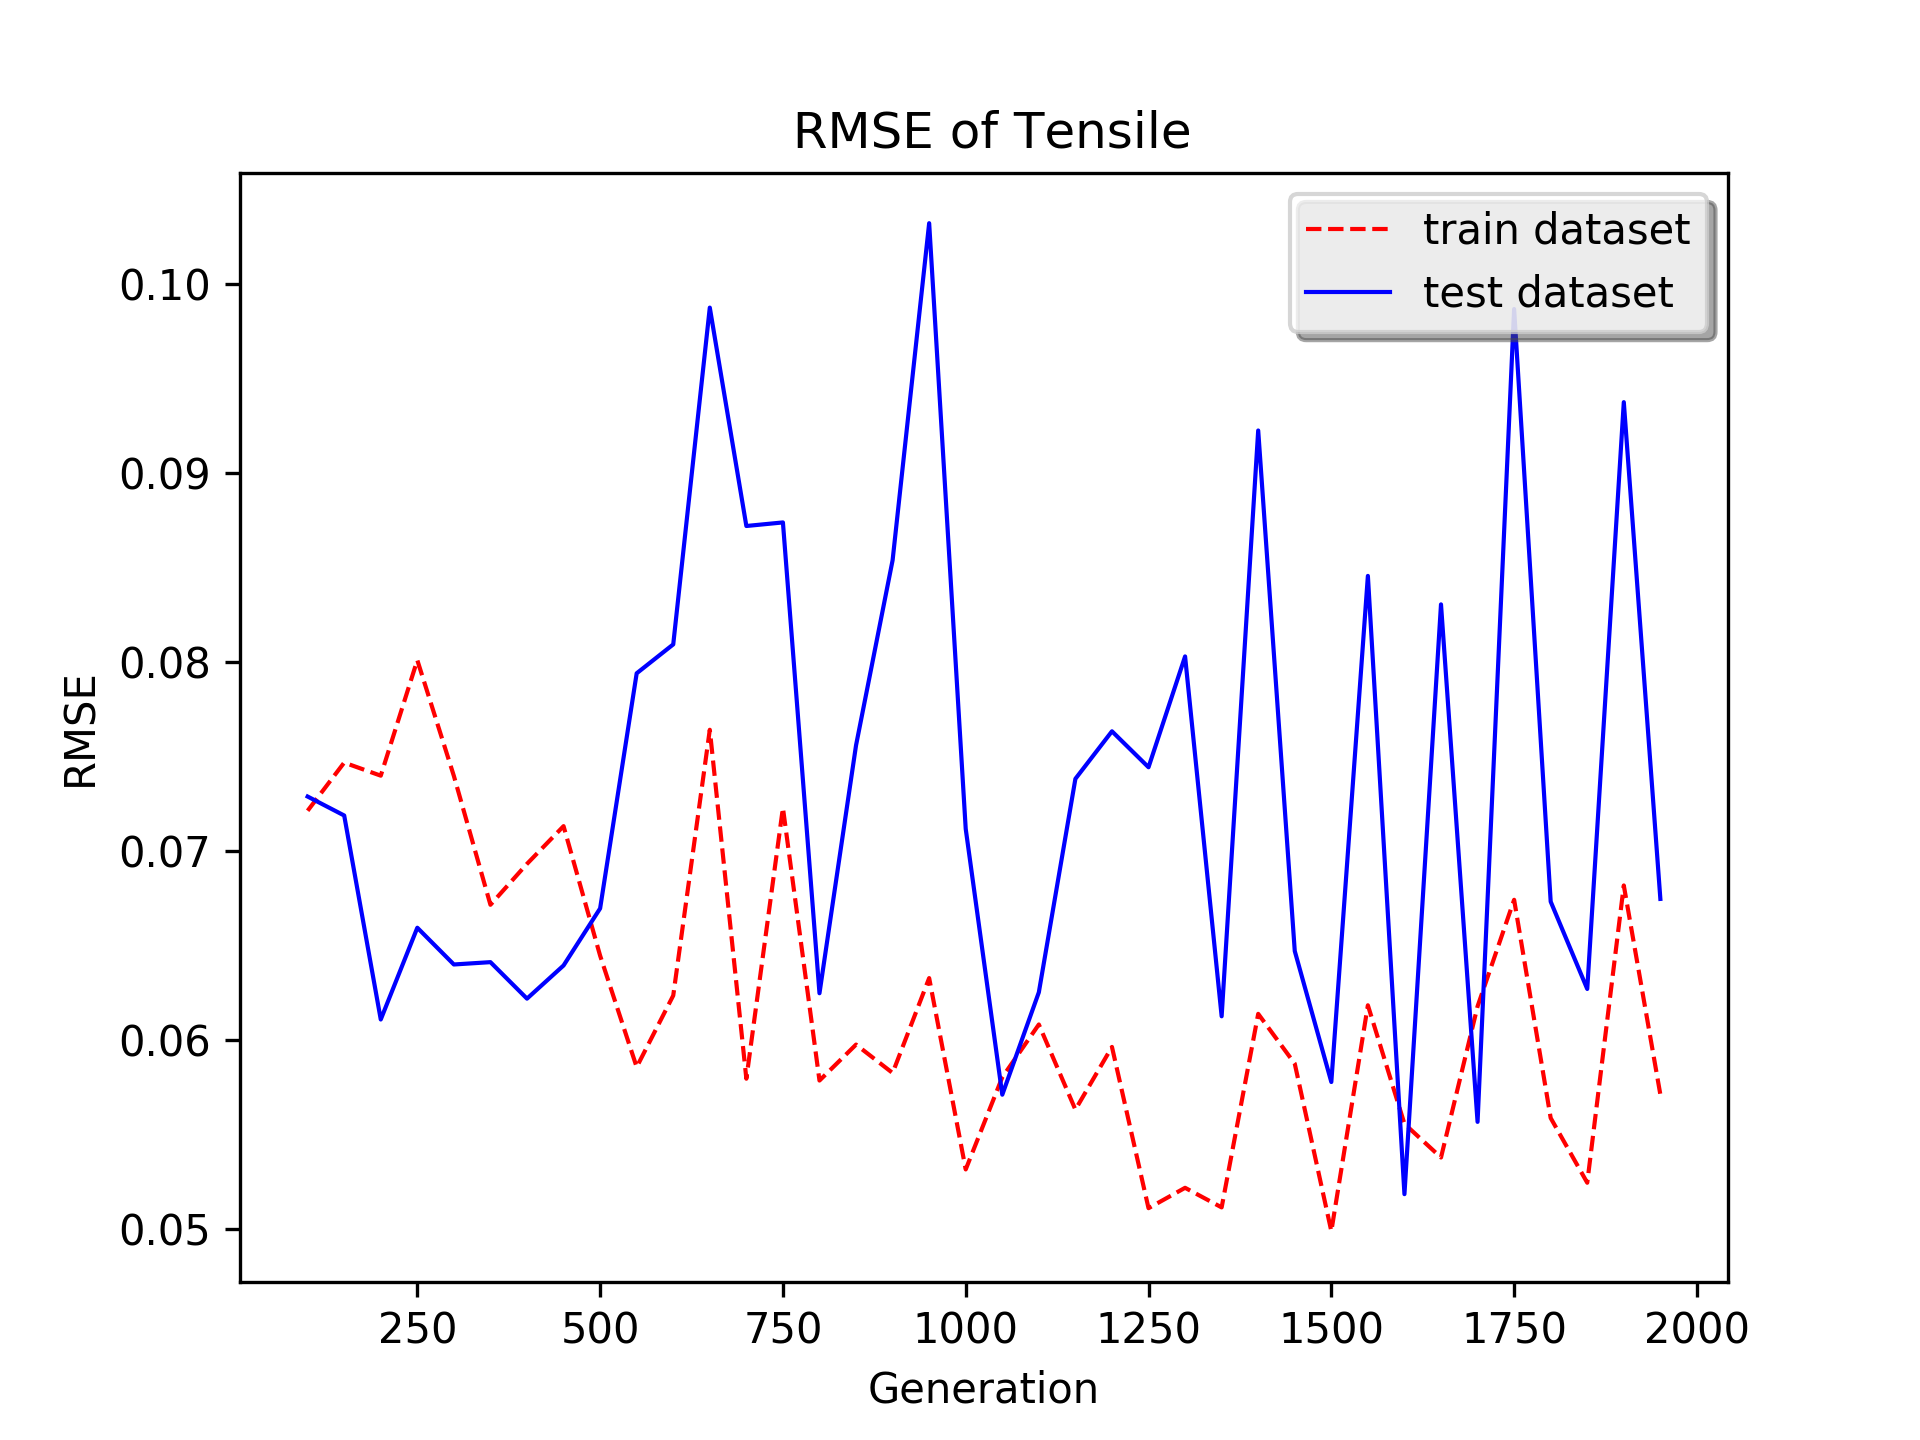 RMSE of Tensile
train dataset
test dataset
0.10
0.09
0.08
0.07
0.06
0.05
RMSE
250 500 750 1000 1250 1500 1750 2000
Generation